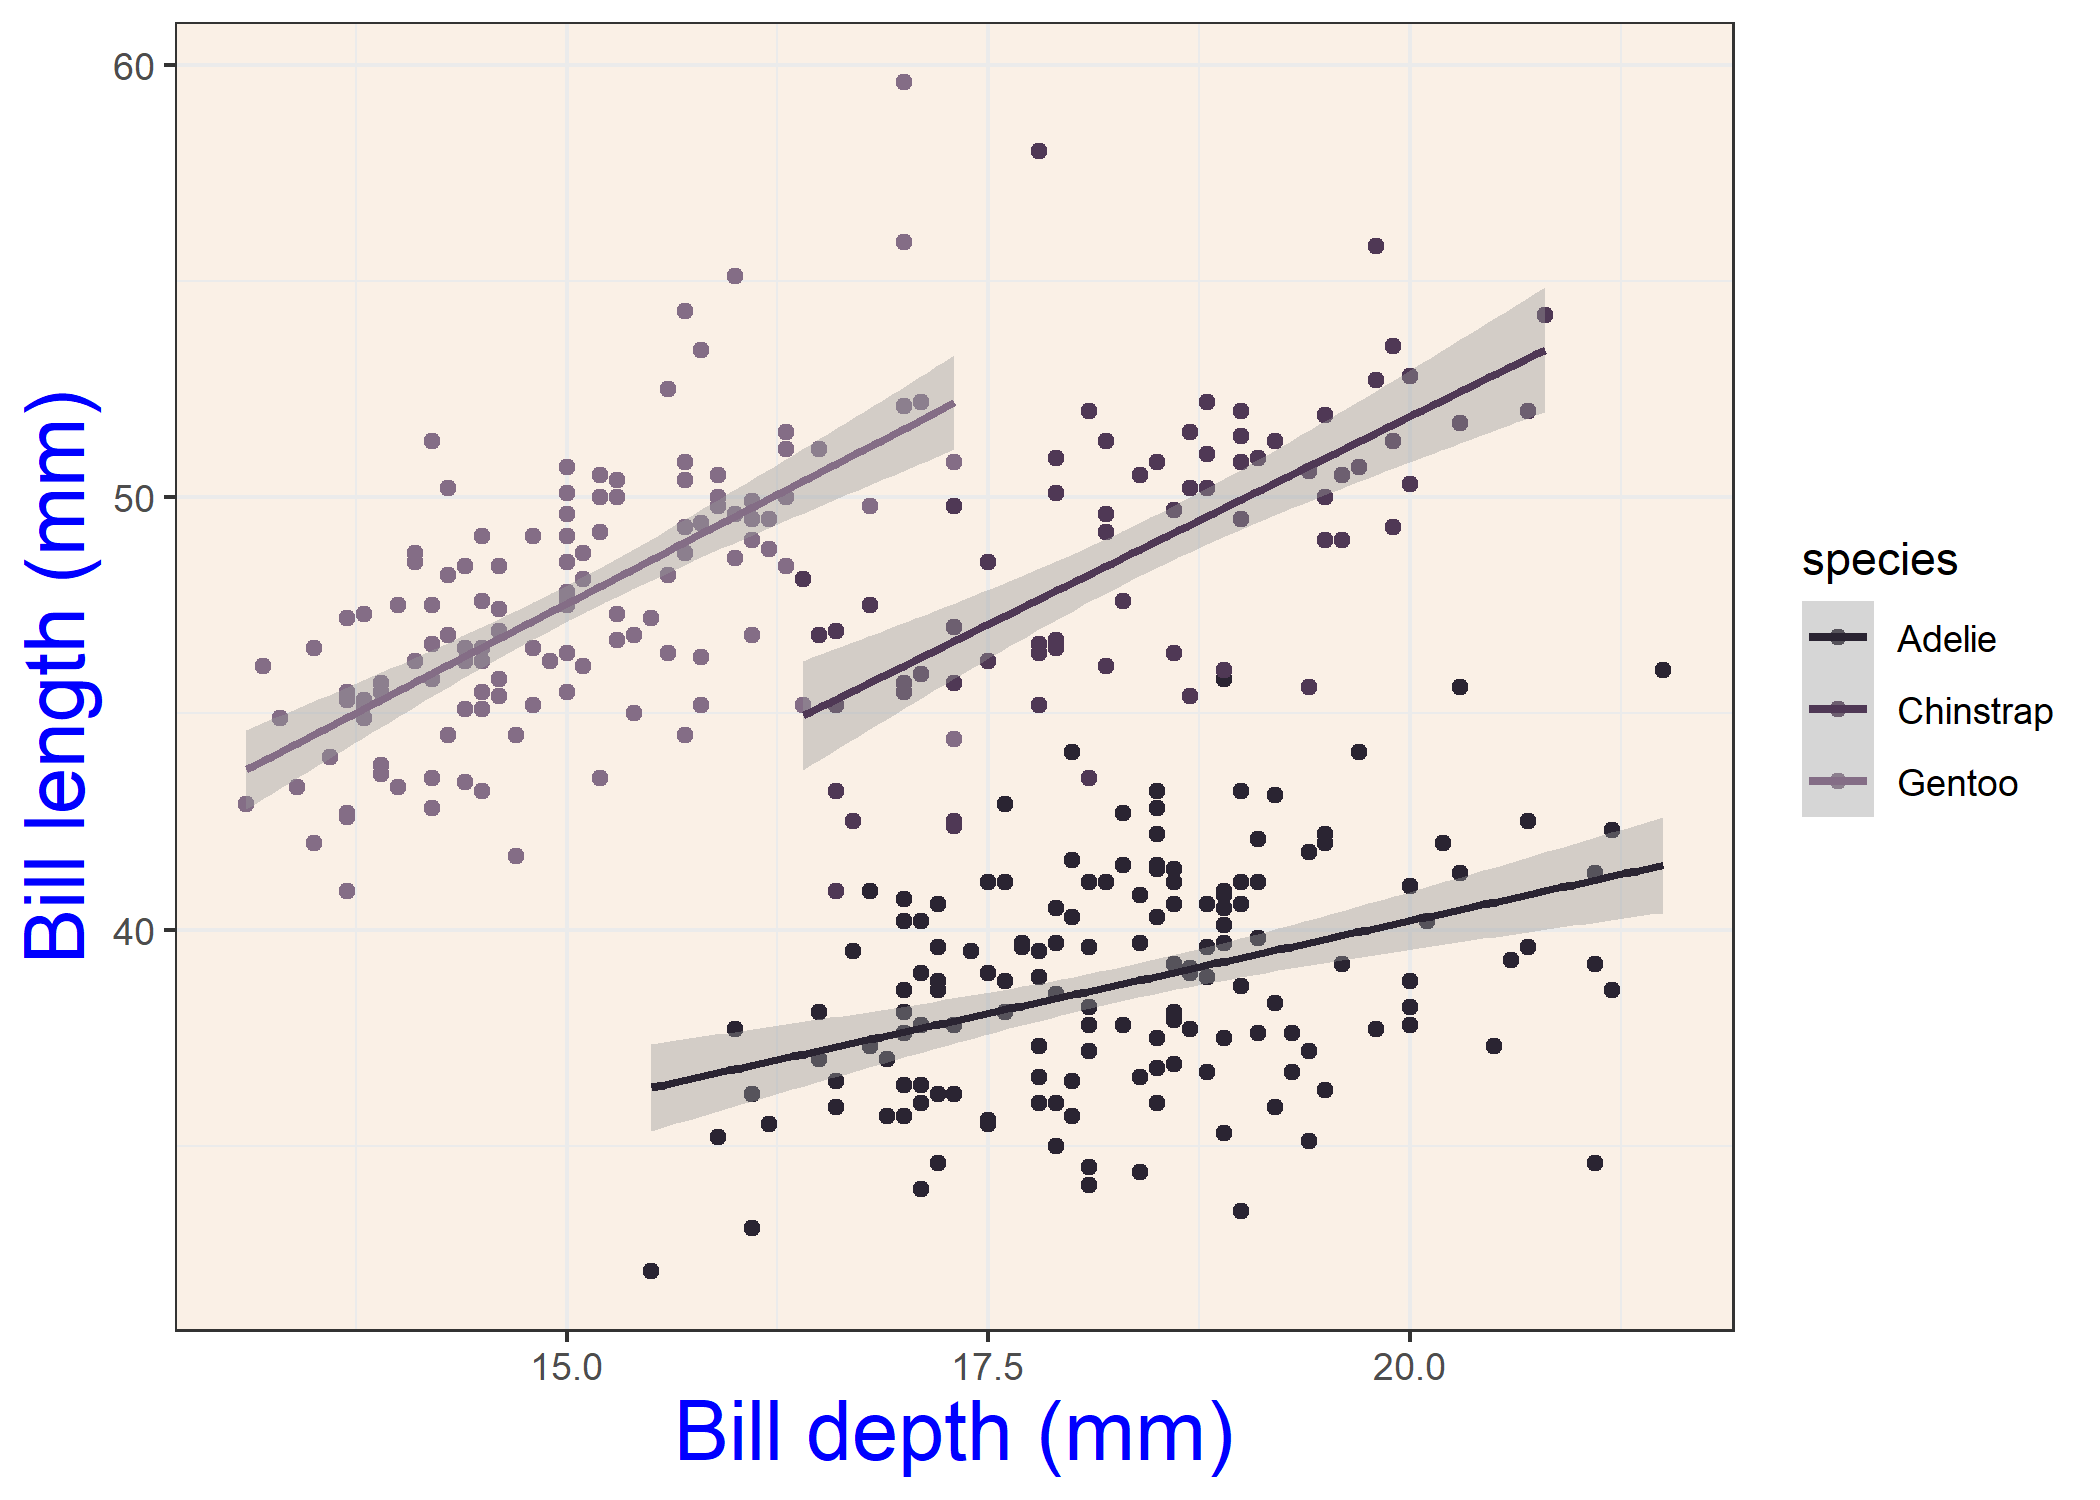 60
50
40
Bill length (mm)
15.0
17.5
20.0
Bill depth (mm)
species
Adelie
Chinstrap
Gentoo